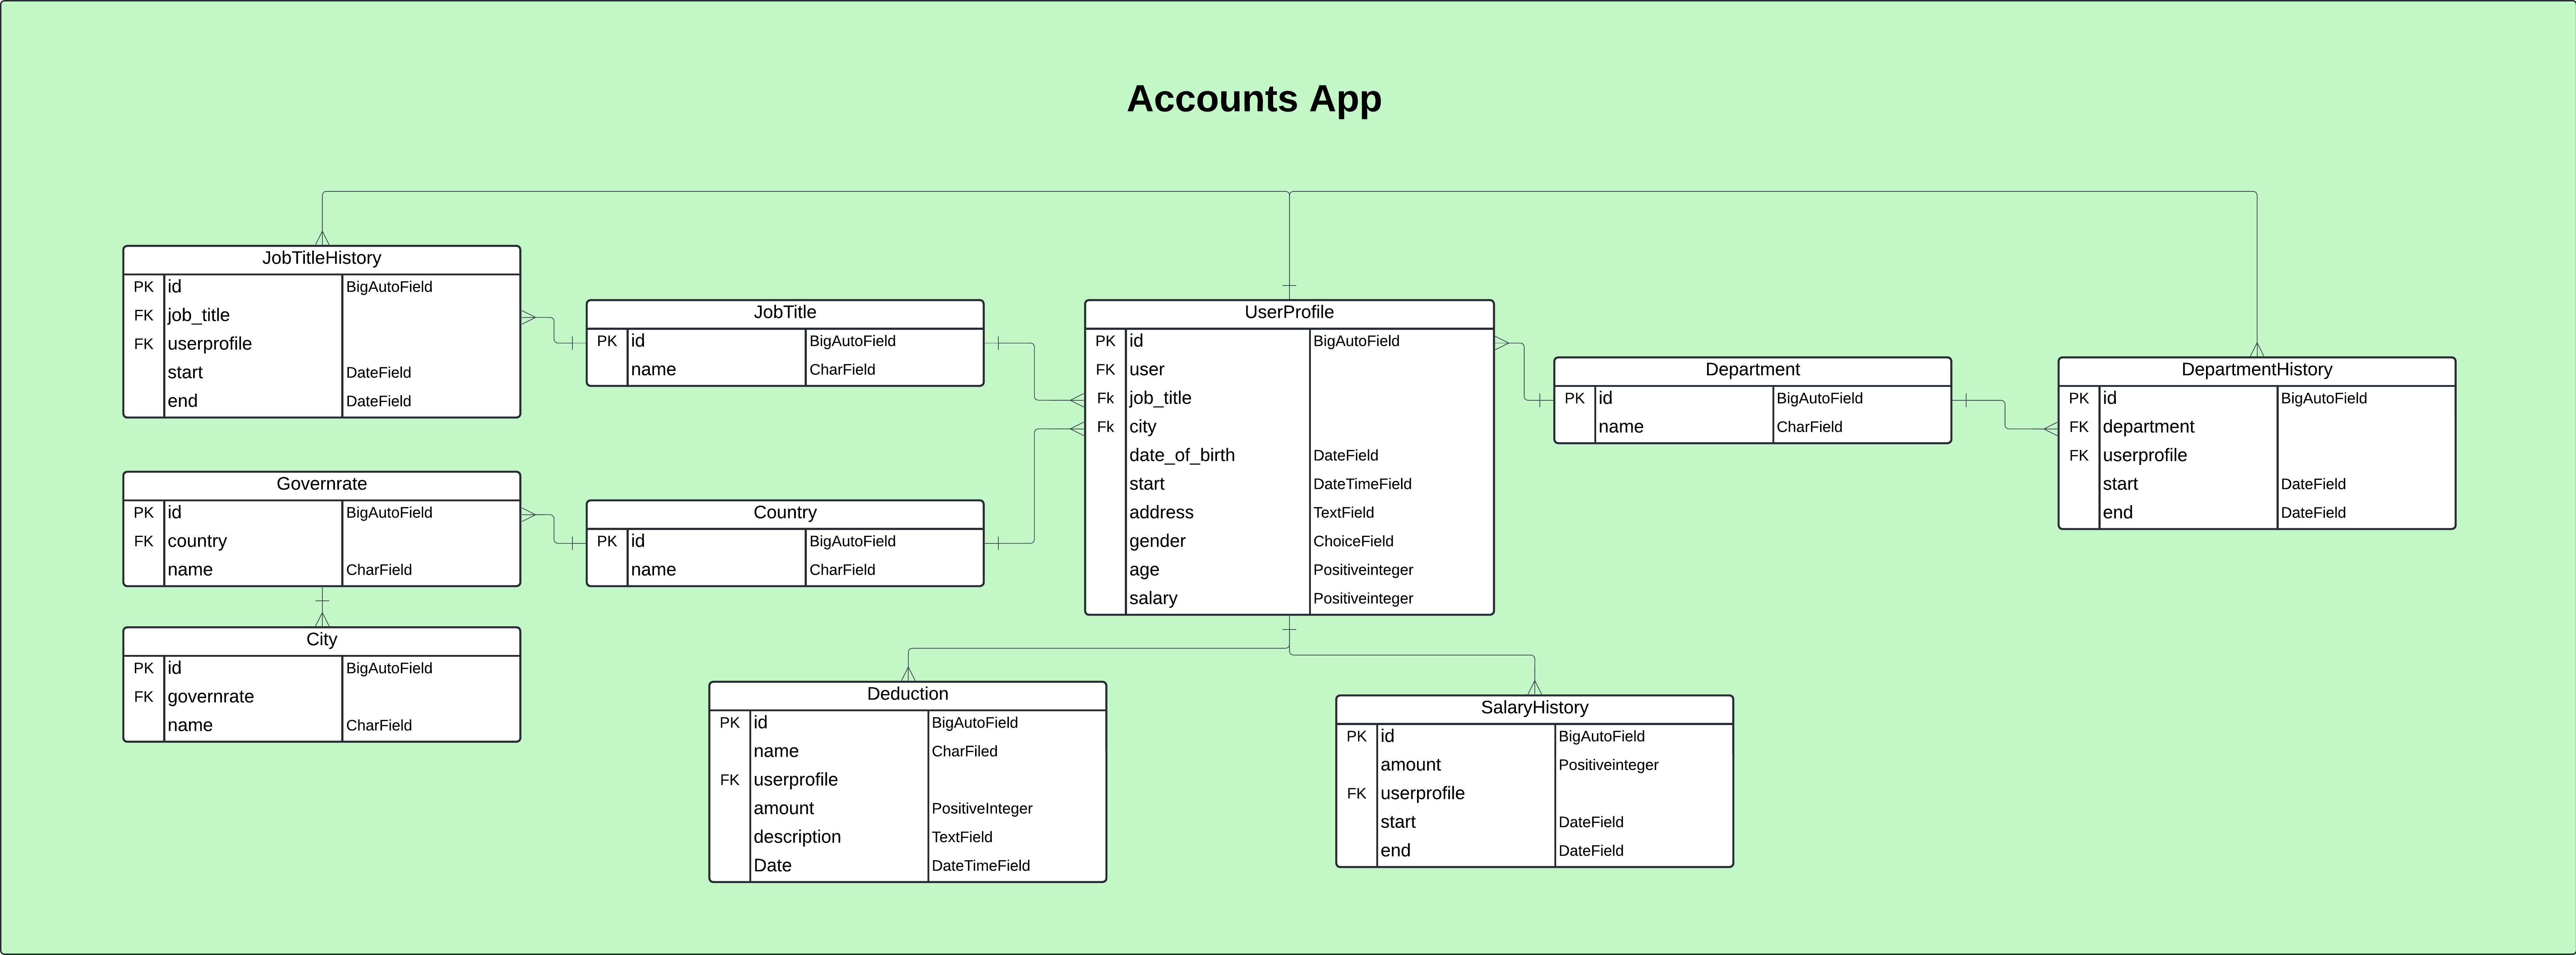 Accounts App
JobTitleHistory
PK id BigAutoField
FK job_title
FK userprofile
start DateField
end DateField
JobTitle
PK id BigAutoField
name CharField
UserProfile
PK id BigAutoField
FK user
Fk job_title
Fk city
date_of_birth DateField
start DateTimeField
address TextField
gender ChoiceField
age Positiveinteger
salary Positiveinteger
Department
PK id BigAutoField
name CharField
DepartmentHistory
PK id BigAutoField
FK department
FK userprofile
start DateField
end DateField
Governrate
PK id BigAutoField
FK country
name CharField
Country
PK id BigAutoField
name CharField
City
PK id BigAutoField
FK governrate
name CharField
Deduction
PK id BigAutoField
name CharFiled
FK userprofile
amount PositiveInteger
description TextField
Date DateTimeField
SalaryHistory
PK id BigAutoField
amount Positiveinteger
FK userprofile
start DateField
end DateField